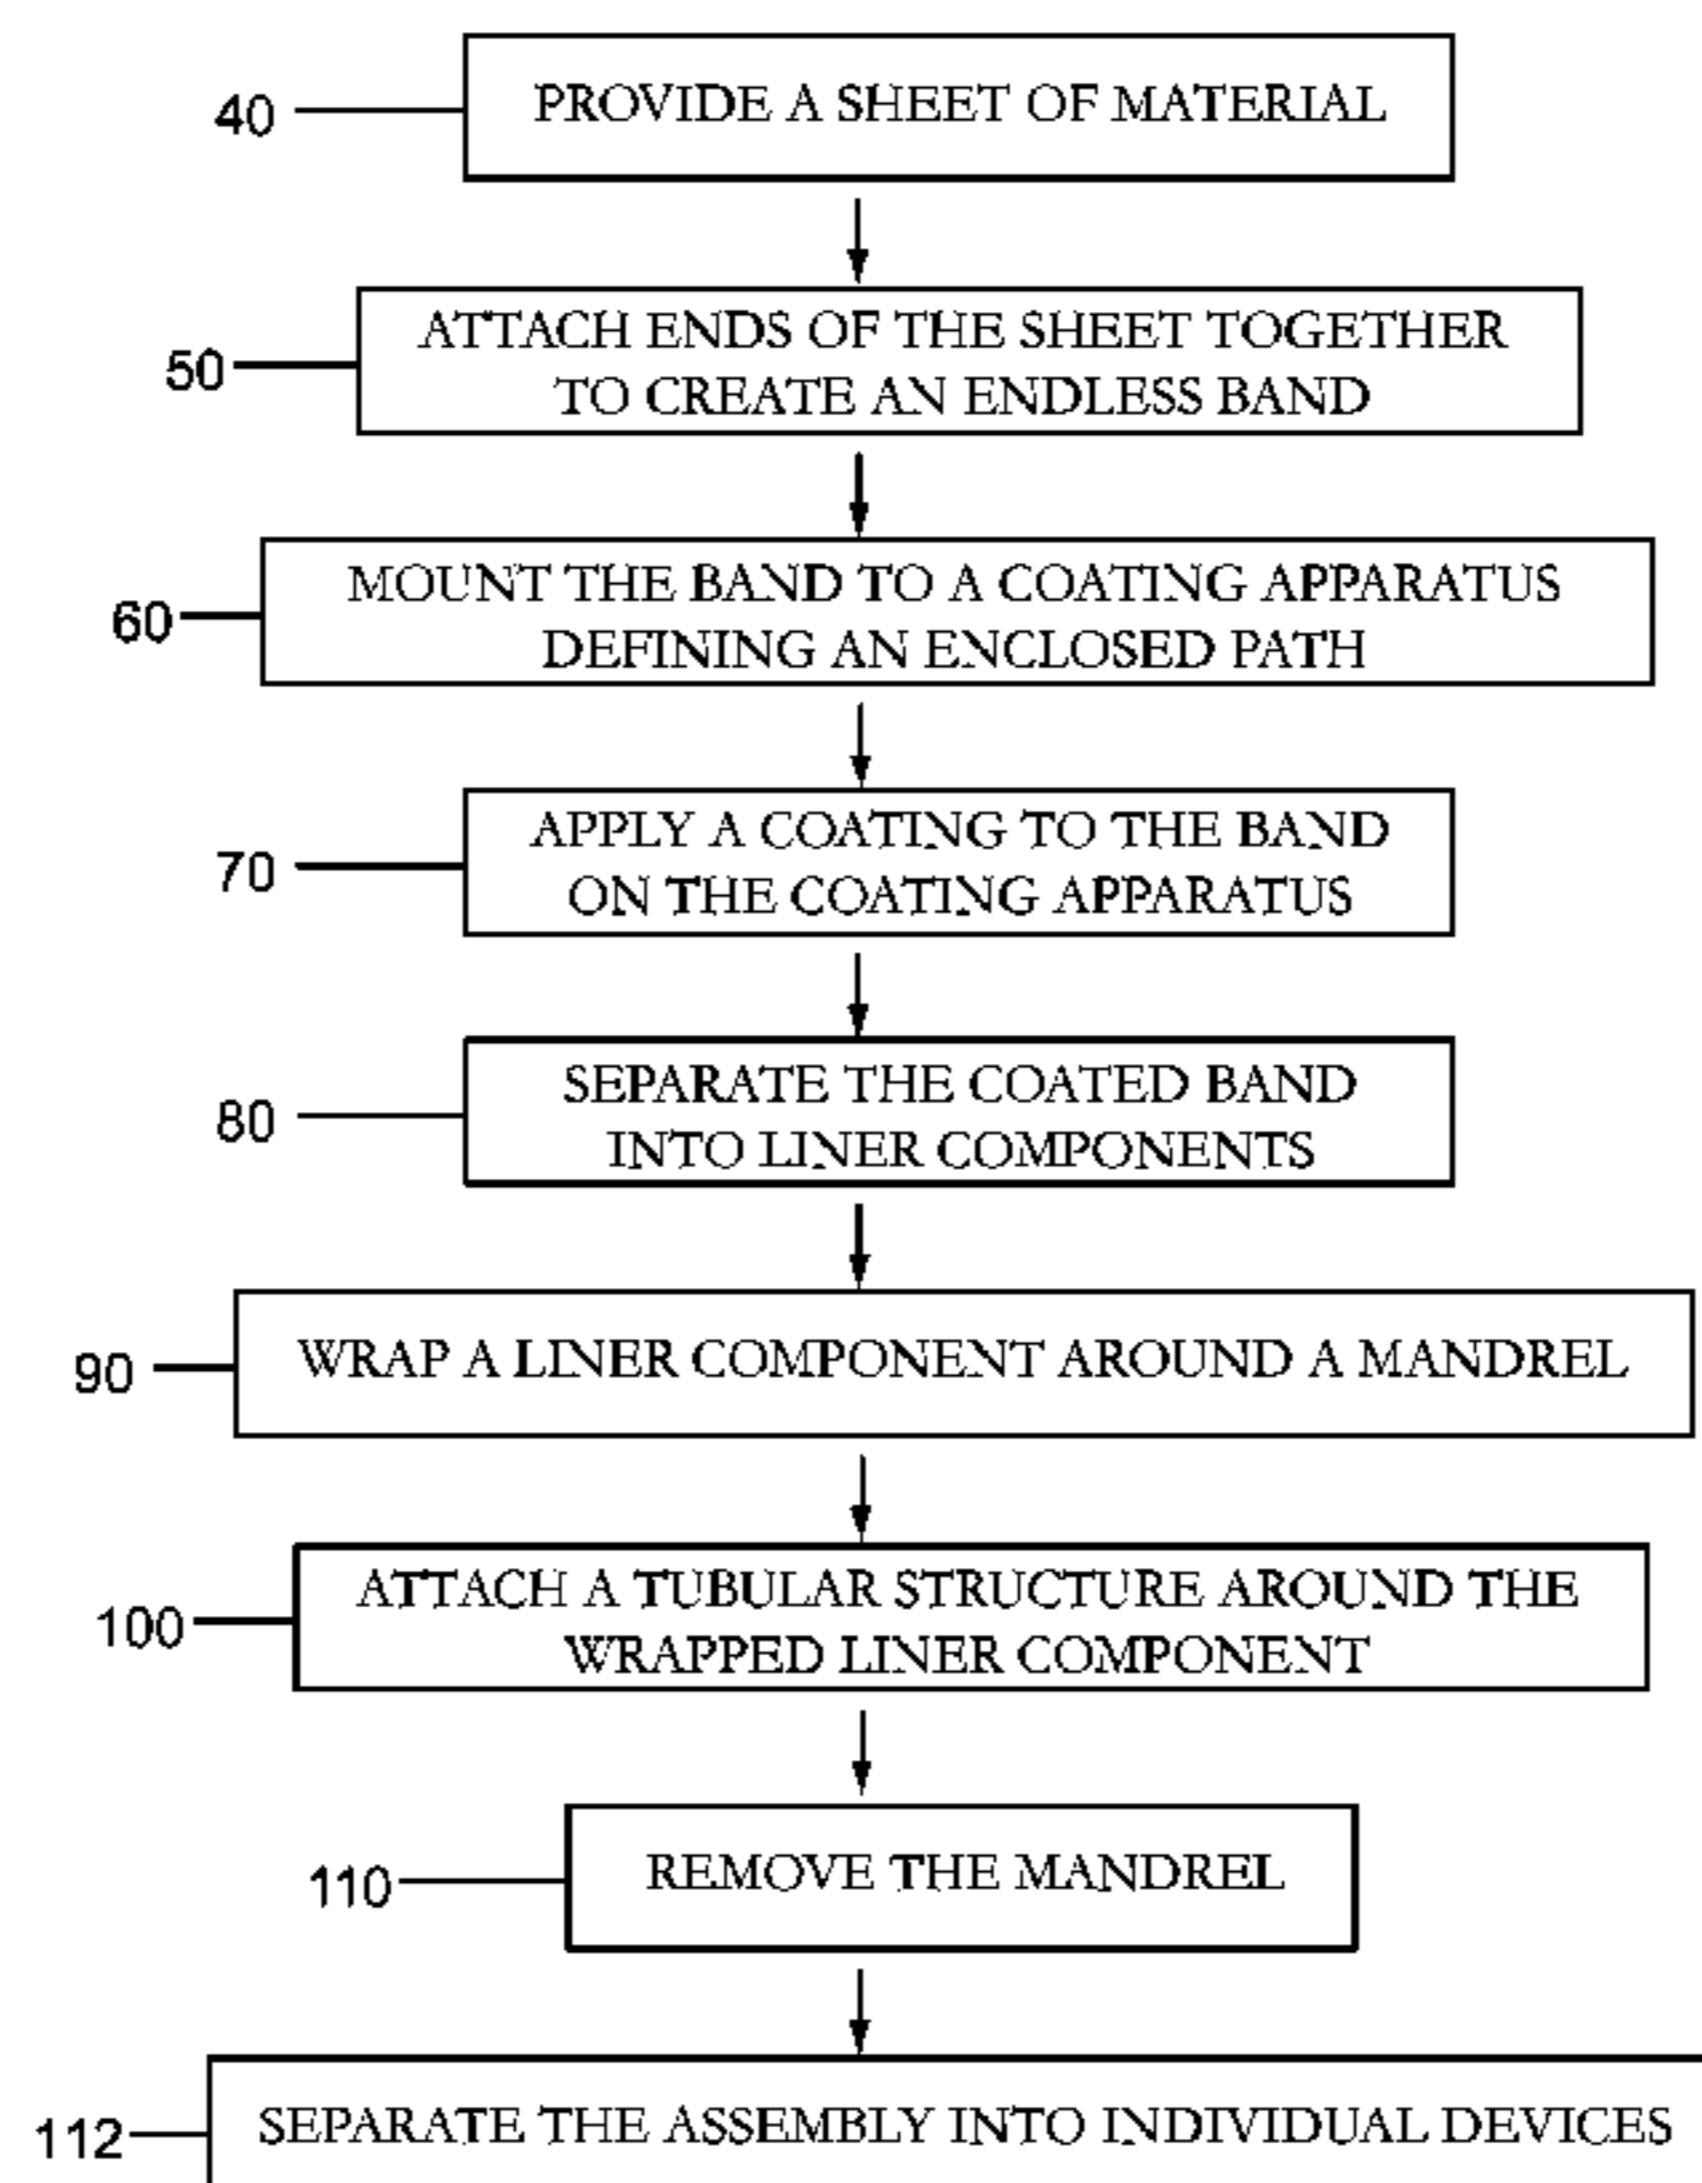 40
PROVIDE A SHEET OF MATERIAL
50
ATTACH ENDS OF THE SHEET TOGETHER
TO CREATE AN ENDLESS BAND
60
MOUNT THE BAND TO A COATING APPARATUS
DEFINING AN ENCLOSED PATH
70
APPLY A COATING TO THE BAND
ON THE COATING APPARATUS
80
SEPARATE THE COATED BAND
INTO LINER COMPONENTS
90
WRAP A LINER COMPONENT AROUND A MANDREL
100
ATTACH A TUBULAR STRUCTURE AROUND THE
WRAPPED LINER COMPONENT
110
REMOVE THE MANDREL
112
SEPARATE THE ASSEMBLY INTO INDIVIDUAL DEVICES